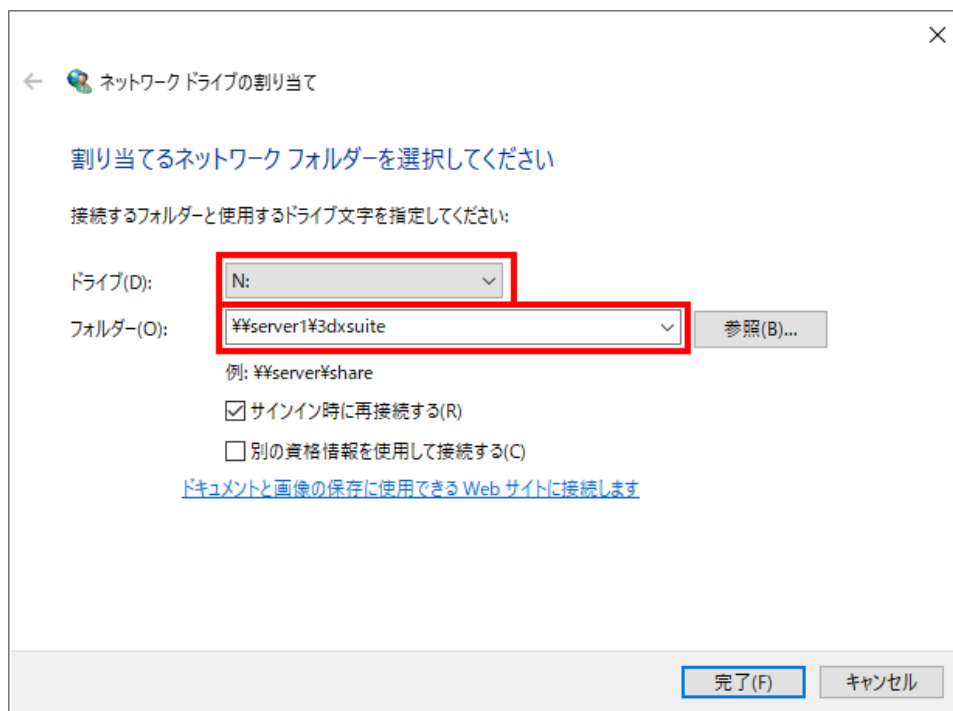 ネットワーク ドライブの割り当て
割り当てるネットワーク フォルダーを選択してください
接続するフォルダーと使用するドライブ文字を指定してください:
ドライブ(D): N:
フォルダー(O): ¥¥server1¥3dxsuite 参照(B)...
例: ¥¥server¥share
サインイン時に再接続する(R)
別の資格情報を使用して接続する(C)
ドキュメントと画像の保存に使用できる Web サイトに接続します
完了(F) キャンセル